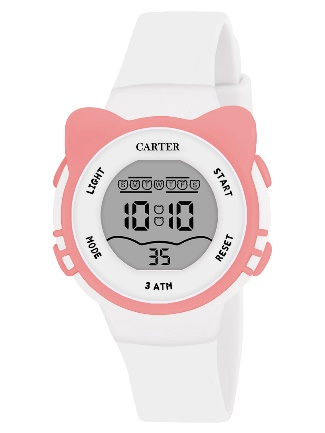 CARTER
LIGHT
START
S M T W T F S
10:10
MODE
RESET
35
3 ATM